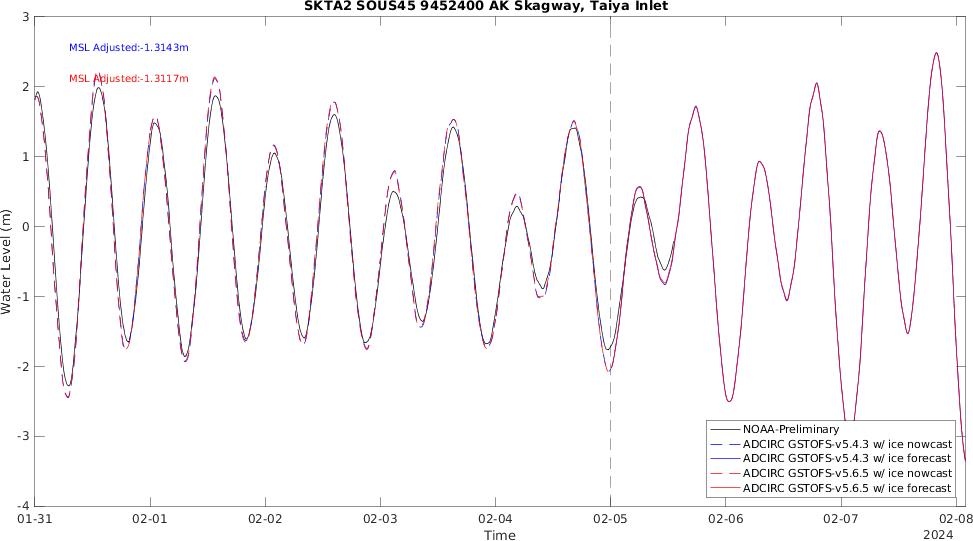 SKTA2 SOUS45 9452400 AK Skagway, Taiya Inlet
MSL Adjusted:-1.3143m
MSL Adjusted:-1.3117m
Water Level (m)
3
2
1
0
-1
-2
-3
-4
NOAA-Preliminary
ADCIRC GSTOFS-v5.4.3 w/ ice nowcast
ADCIRC GSTOFS-v5.4.3 w/ ice forecast
ADCIRC GSTOFS-v5.6.5 w/ ice nowcast
ADCIRC GSTOFS-v5.6.5 w/ ice forecast
01-31 02-01 02-02 02-03 02-04 02-05 02-06 02-07 02-08
Time
2024